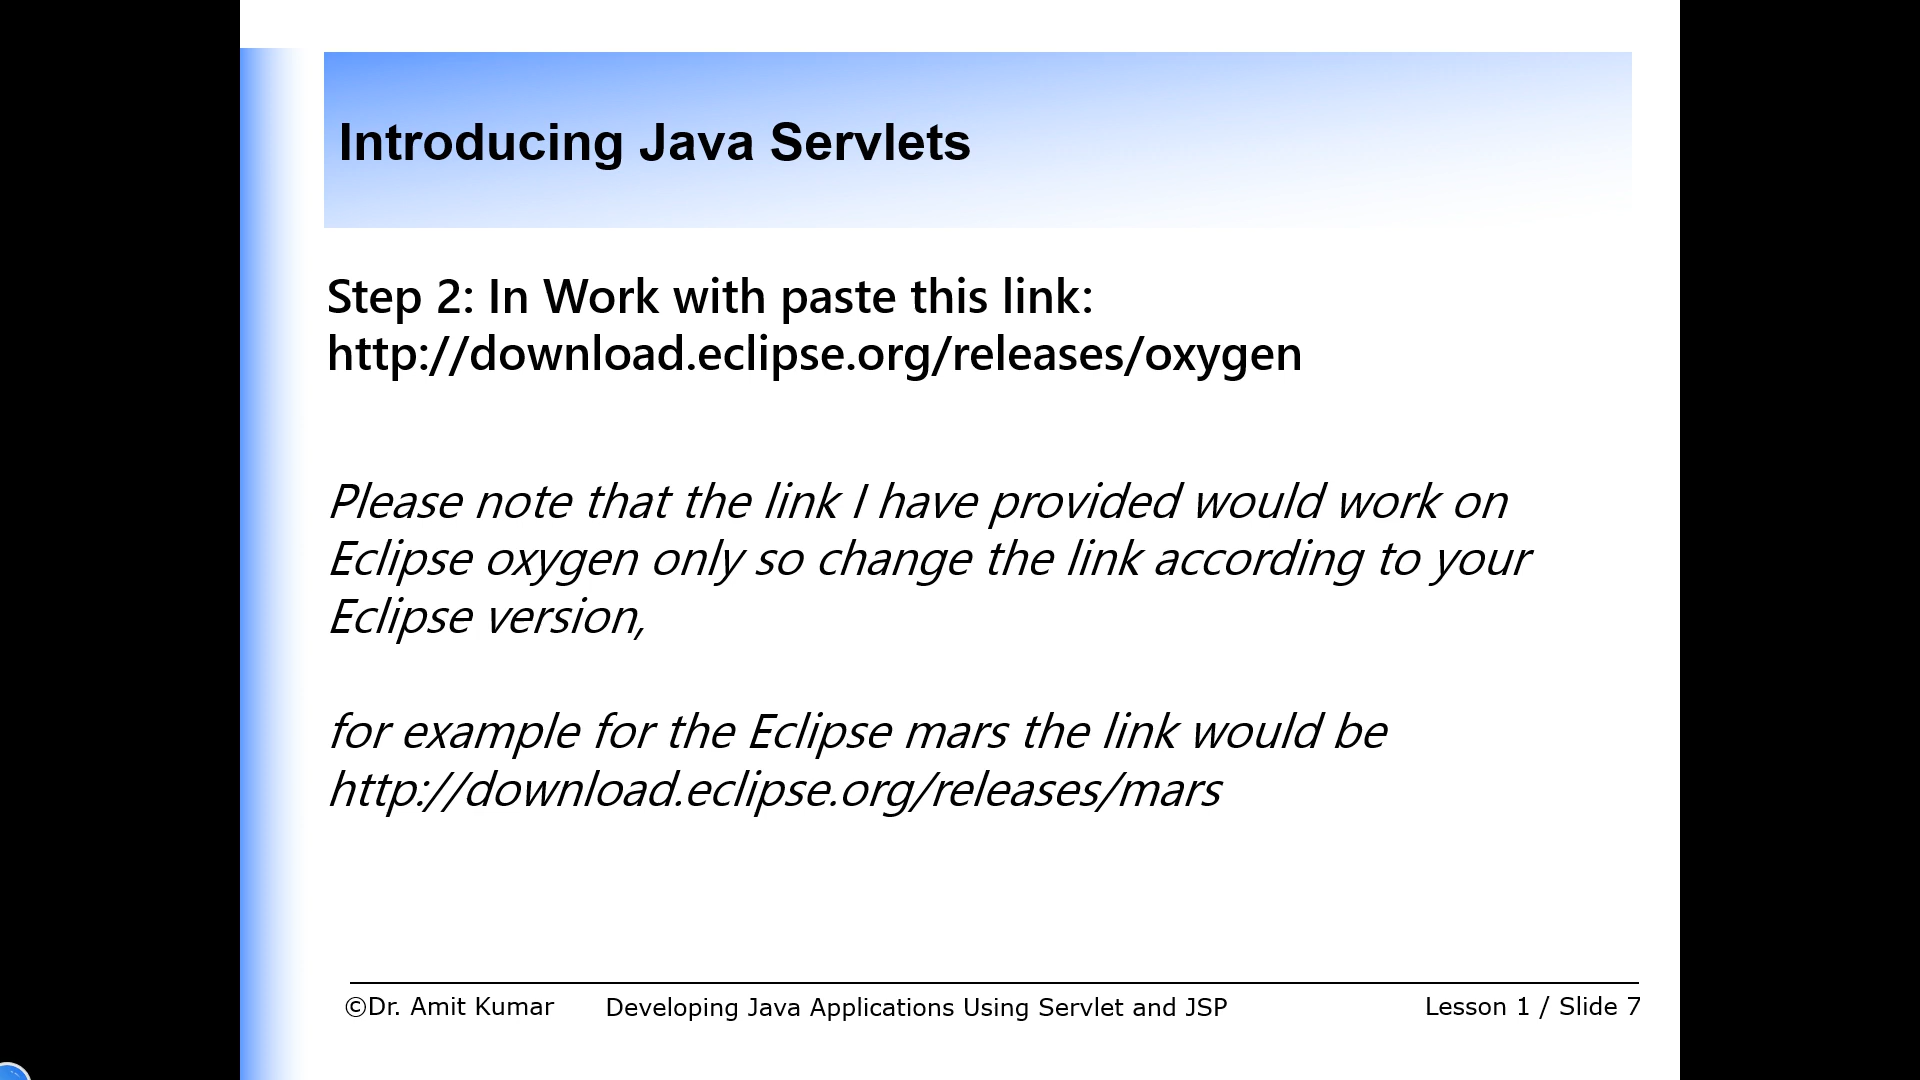 Introducing Java Servlets
Step 2: In Work with paste this link:
http://download.eclipse.org/releases/oxygen
Please note that the link I have provided would work on
Eclipse oxygen only so change the link according to your
Eclipse version,
for example for the Eclipse mars the link would be
http://download.eclipse.org/releases/mars
©Dr. Amit Kumar Developing Java Applications Using Servlet and JSP Lesson 1 / Slide 7